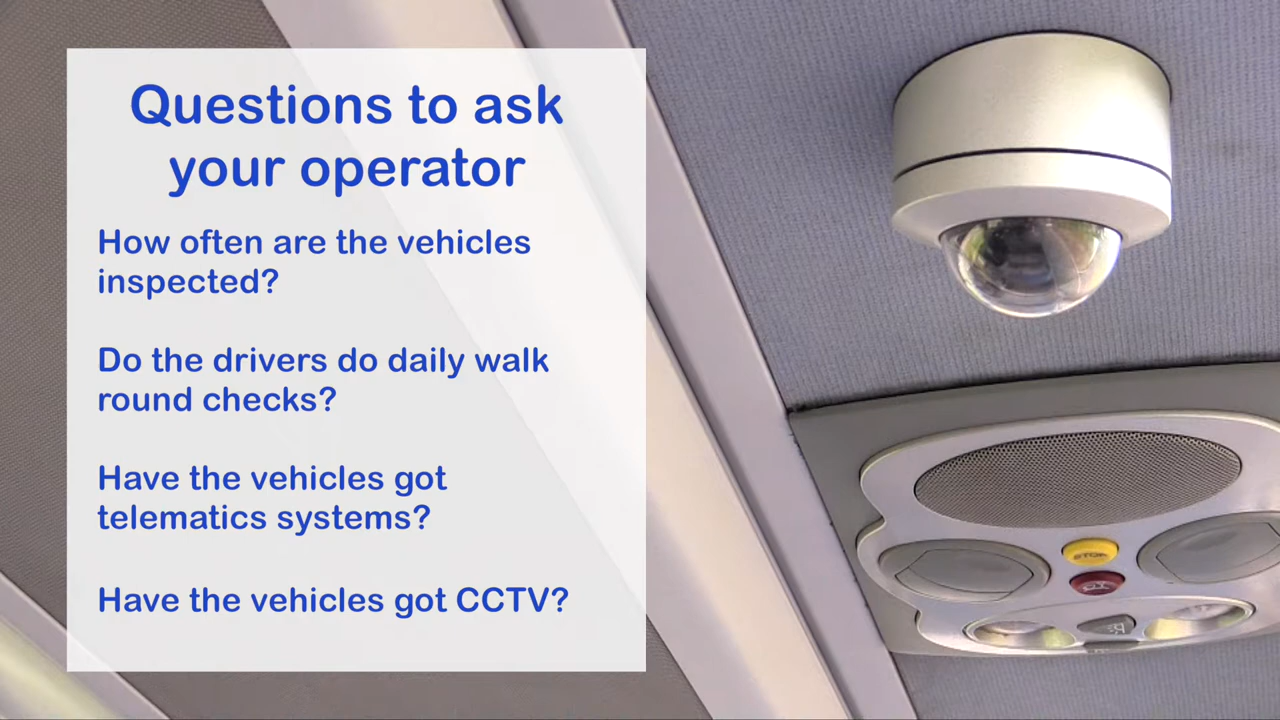 Questions to ask
your operator
How often are the vehicles
inspected?
Do the drivers do daily walk
round checks?
Have the vehicles got
telematics systems?
Have the vehicles got CCTV?
STOP